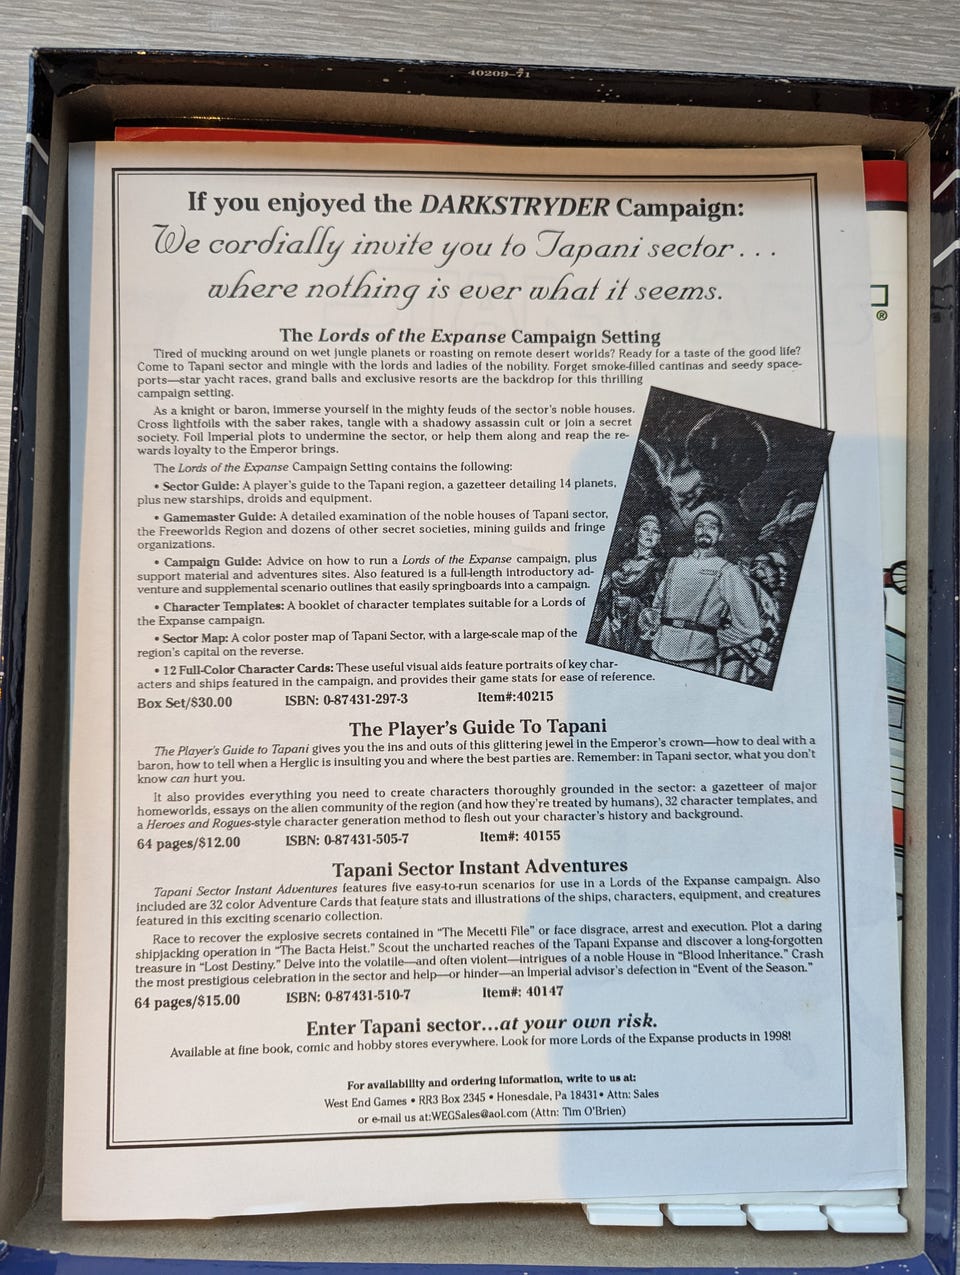 40209-71
If you enjoyed the DARKSTRYDER Campaign:
We cordially invite you to Tapani sector . . .
where nothing is ever what it seems.
The Lords of the Expanse Campaign Setting
Tired of mucking around on wet jungle planets or roasting on remote desert worlds? Ready for a taste of the good life?
Come to Tapani sector and mingle with the lords and ladies of the nobility. Forget smoke-filled cantinas and seedy space-
ports—star yacht races, grand balls and exclusive resorts are the backdrop for this thrilling
campaign setting.
As a knight or baron, immerse yourself in the mighty feuds of the sector's noble houses.
Cross lightfoils with the saber rakes, tangle with a shadowy assassin cult or join a secret
society. Foil Imperial plots to undermine the sector, or help them along and reap the re-
wards loyalty to the Emperor brings.
The Lords of the Expanse Campaign Setting contains the following:
• Sector Guide: A player's guide to the Tapani region, a gazetteer detailing 14 planets,
plus new starships, droids and equipment.
• Gamemaster Guide: A detailed examination of the noble houses of Tapani sector,
the Freeworlds Region and dozens of other secret societies, mining guilds and fringe
organizations.
• Campaign Guide: Advice on how to run a Lords of the Expanse campaign, plus
support material and adventures sites. Also featured is a full-length introductory ad-
venture and supplemental scenario outlines that easily springboards into a campaign.
• Character Templates: A booklet of character templates suitable for a Lords of
the Expanse campaign.
• Sector Map: A color poster map of Tapani Sector, with a large-scale map of the
region's capital on the reverse.
• 12 Full-Color Character Cards: These useful visual aids feature portraits of key char-
acters and ships featured in the campaign, and provides their game stats for ease of reference.
Box Set/$30.00 ISBN: 0-87431-297-3 Item#:40215
The Player's Guide To Tapani
The Player's Guide to Tapani gives you the ins and outs of this glittering jewel in the Emperor's crown—how to deal with a
baron, how to tell when a Herglic is insulting you and where the best parties are. Remember: in Tapani sector, what you don't
know can hurt you.
It also provides everything you need to create characters thoroughly grounded in the sector: a gazetteer of major
homeworlds, essays on the alien community of the region (and how they're treated by humans), 32 character templates, and
a Heroes and Rogues-style character generation method to flesh out your character's history and background.
64 pages/$12.00 ISBN: 0-87431-505-7 Item#: 40155
Tapani Sector Instant Adventures
Tapani Sector Instant Adventures features five easy-to-run scenarios for use in a Lords of the Expanse campaign. Also
included are 32 color Adventure Cards that feature stats and illustrations of the ships, characters, equipment, and creatures
featured in this exciting scenario collection.
Race to recover the explosive secrets contained in "The Mecetti File" or face disgrace, arrest and execution. Plot a daring
shipjacking operation in "The Bacta Heist." Scout the uncharted reaches of the Tapani Expanse and discover a long-forgotten
treasure in "Lost Destiny." Delve into the volatile—and often violent—intrigues of a noble House in "Blood Inheritance." Crash
the most prestigious celebration in the sector and help—or hinder—an Imperial advisor's defection in "Event of the Season."
64 pages/$15.00 ISBN: 0-87431-510-7 Item#: 40147
Enter Tapani sector...at your own risk.
Available at fine book, comic and hobby stores everywhere. Look for more Lords of the Expanse products in 1998!
For availability and ordering information, write to us at:
West End Games • RR3 Box 2345 • Honesdale, Pa 18431• Attn: Sales
or e-mail us at:WEGSales@aol.com (Attn: Tim O'Brien)
®